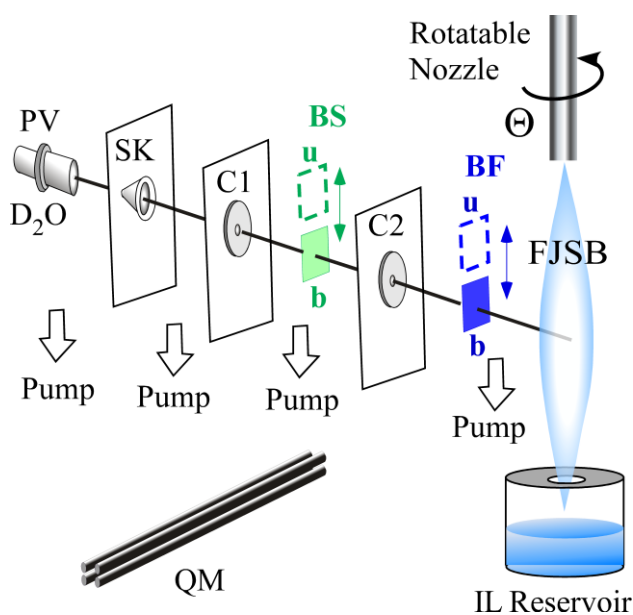 Rotatable
Nozzle
Θ
PV
D₂O
SK
C1
BS
u
b
C2
BF
u
b
FJSB
Pump
Pump
Pump
Pump
QM
IL Reservoir